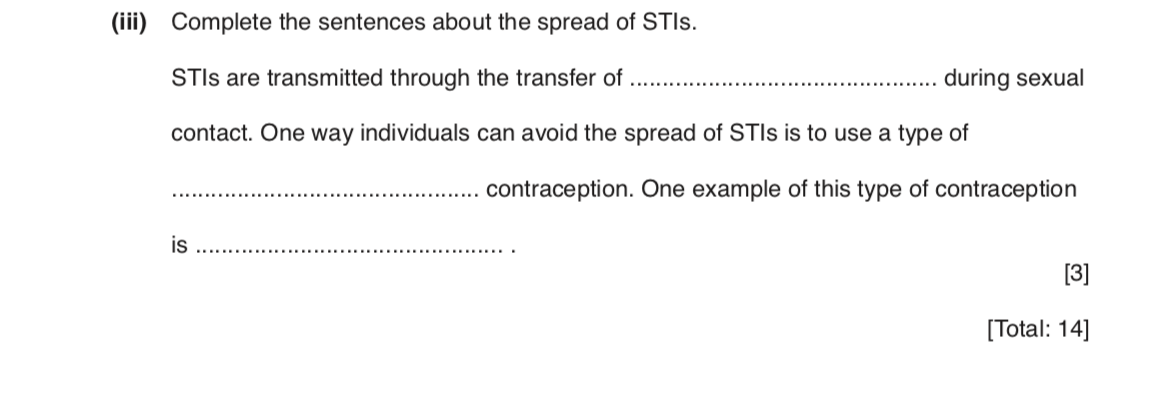 (iii) Complete the sentences about the spread of STIs.
STIs are transmitted through the transfer of ............................................... during sexual
contact. One way individuals can avoid the spread of STIs is to use a type of
............................................... contraception. One example of this type of contraception
is ............................................... .
[3]
[Total: 14]